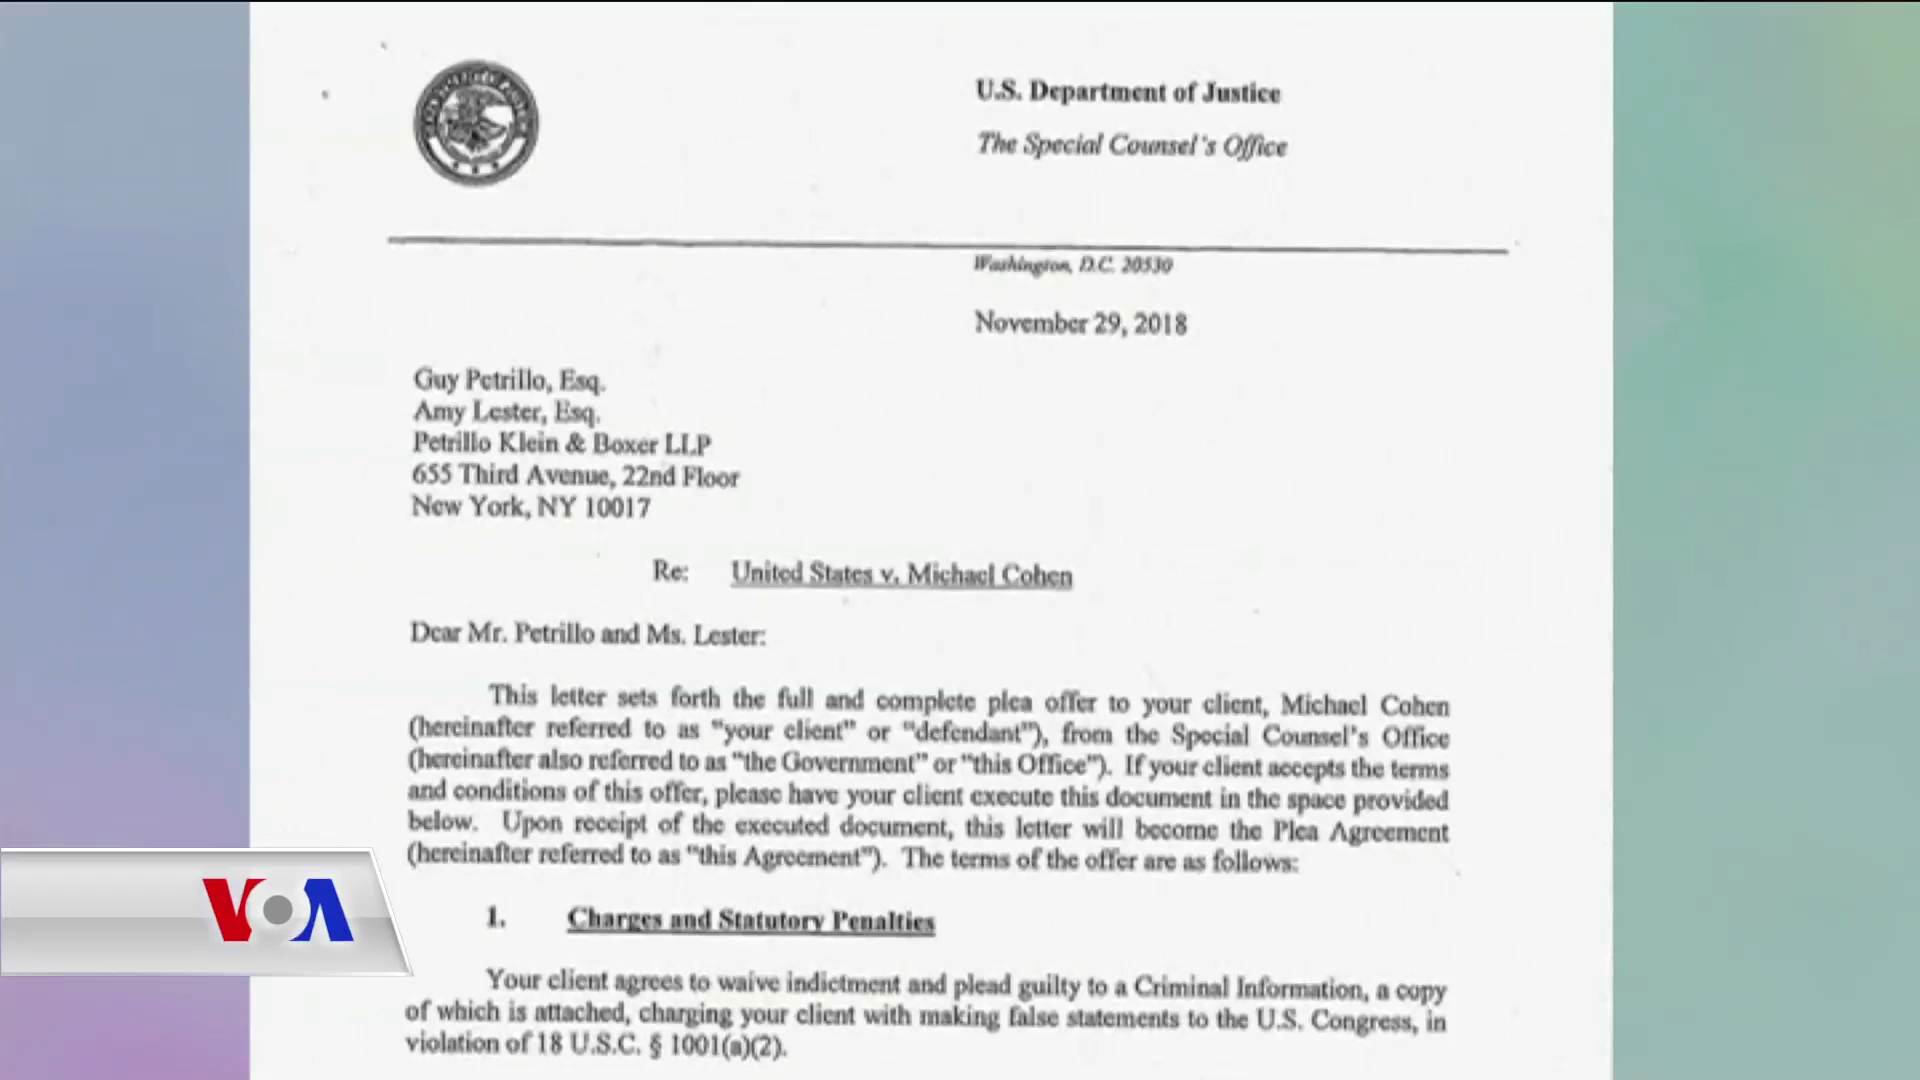 U.S. Department of Justice
The Special Counsel's Office
Washington, D.C. 20530
November 29, 2018
Guy Petrillo, Esq.
Amy Lester, Esq.
Petrillo Klein & Boxer LLP
655 Third Avenue, 22nd Floor
New York, NY 10017
Re: United States v. Michael Cohen
Dear Mr. Petrillo and Ms. Lester:
This letter sets forth the full and complete plea offer to your client, Michael Cohen
(hereinafter referred to as "your client" or "defendant"), from the Special Counsel's Office
(hereinafter also referred to as "the Government" or "this Office"). If your client accepts the terms
and conditions of this offer, please have your client execute this document in the space provided
below. Upon receipt of the executed document, this letter will become the Plea Agreement
(hereinafter referred to as "this Agreement"). The terms of the offer are as follows:
1. Charges and Statutory Penalties
VOA
Your client agrees to waive indictment and plead guilty to a Criminal Information, a copy
of which is attached, charging your client with making false statements to the U.S. Congress, in
violation of 18 U.S.C. § 1001(a)(2).